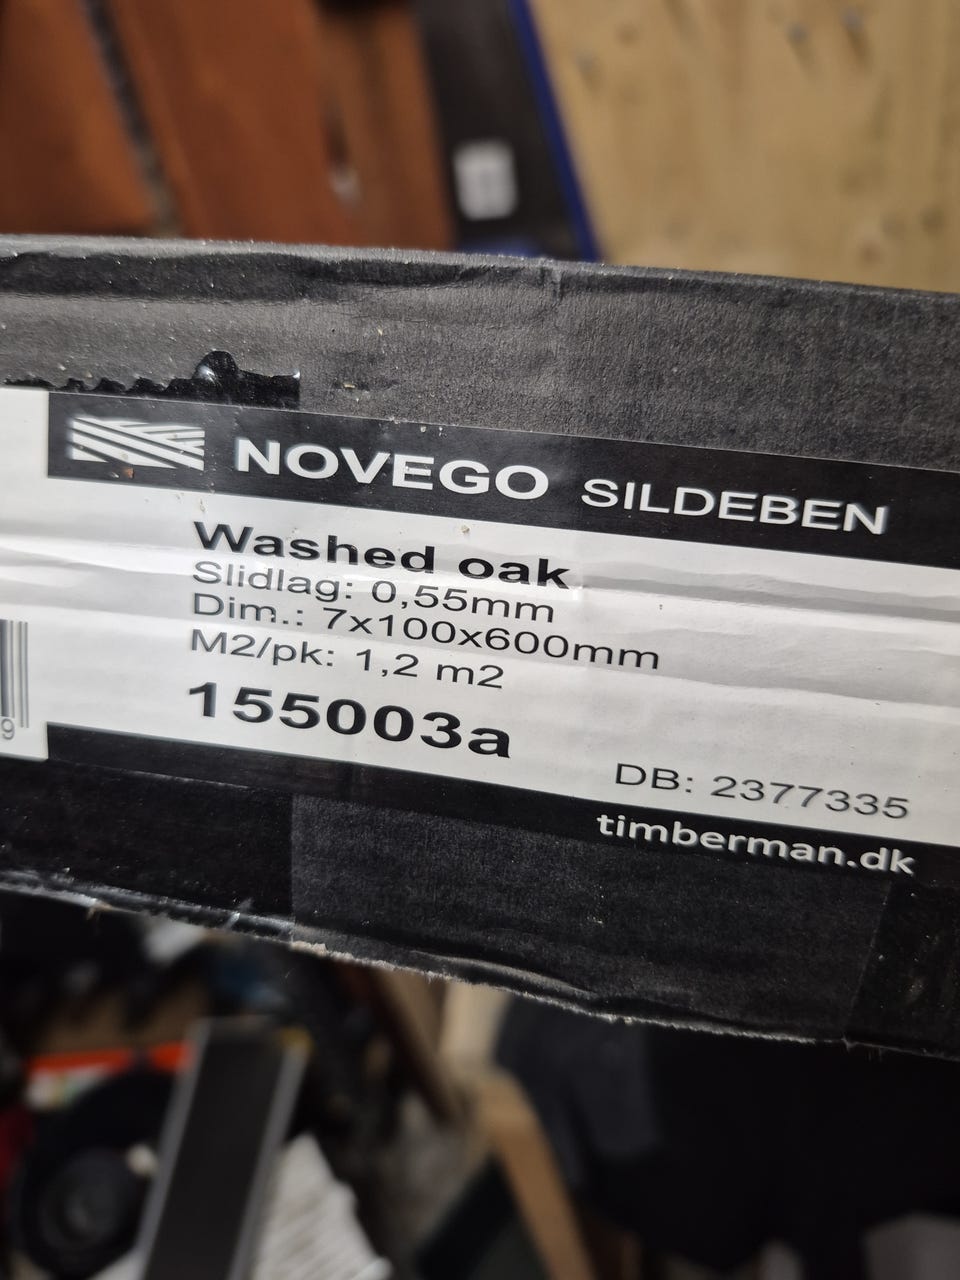 NOVEGO SILDEBEN
Washed oak
Slidlag: 0,55mm
Dim.: 7x100x600mm
M2/pk: 1,2 m2
155003a
9
DB: 2377335
timberman.dk